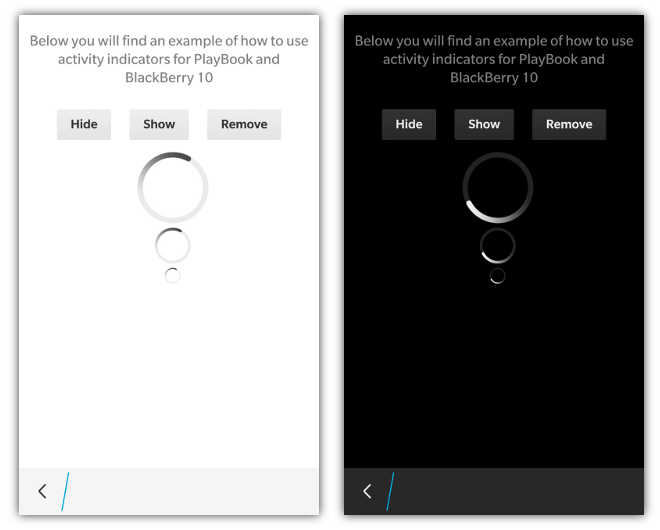 Below you will find an example of how to use
activity indicators for PlayBook and
BlackBerry 10
Hide Show Remove
Below you will find an example of how to use
activity indicators for PlayBook and
BlackBerry 10
Hide Show Remove